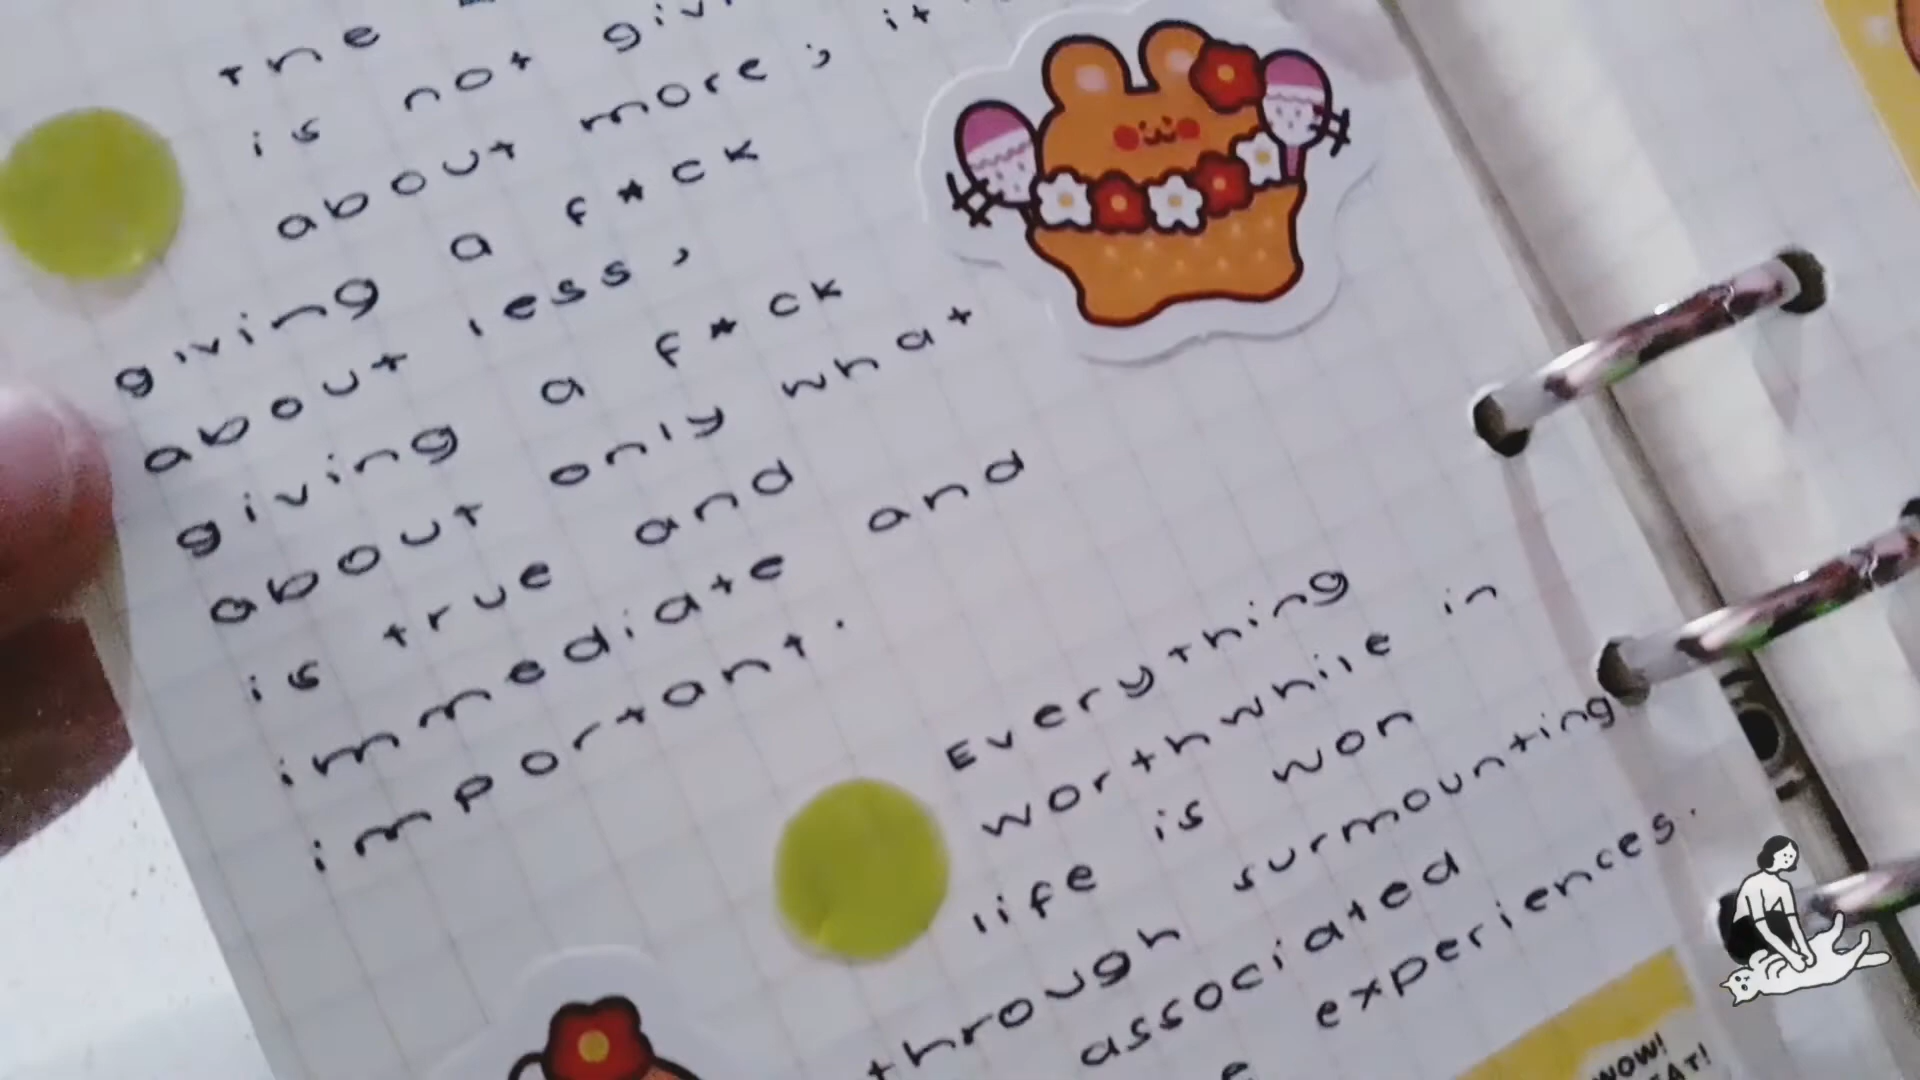 The
is not giv
about more; it
giving a f*ck
about less,
giving a f*ck
about only what
is true and
immediate and
important.
Everything
worthwhile in
life is won
through surmounting
associated
experiences.
WOW!